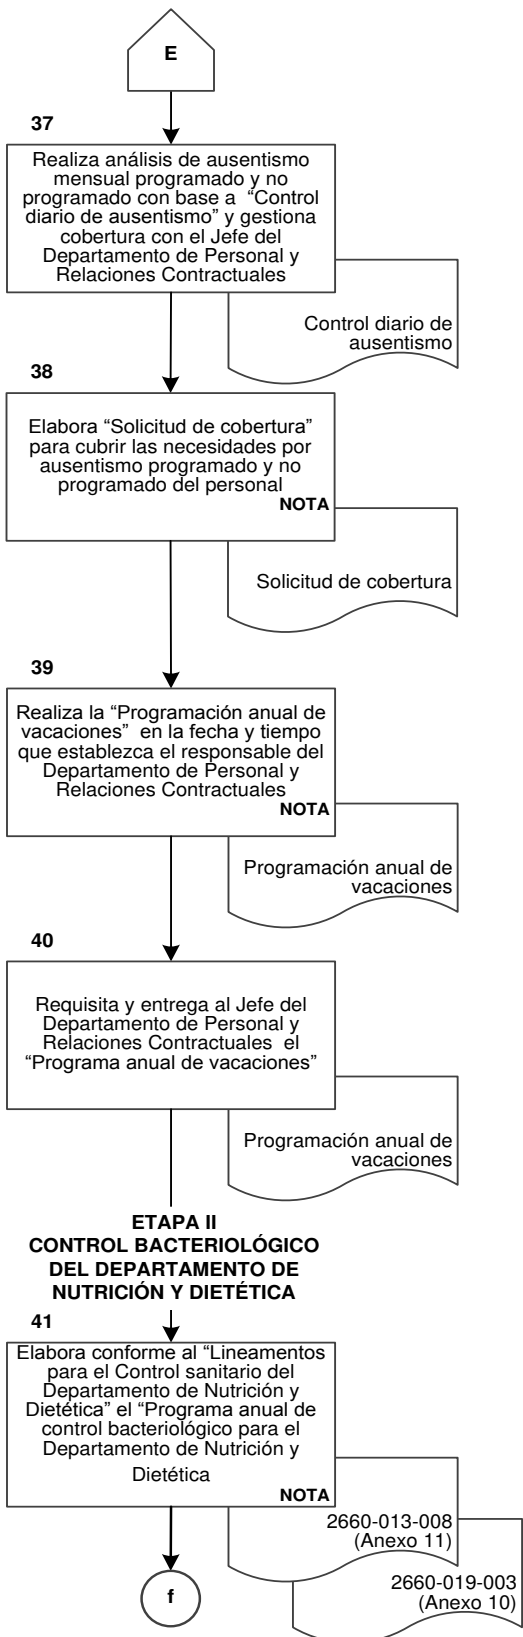 E
37
Realiza análisis de ausentismo
mensual programado y no
programado con base a “Control
diario de ausentismo” y gestiona
cobertura con el Jefe del
Departamento de Personal y
Relaciones Contractuales
Control diario de
ausentismo
38
Elabora “Solicitud de cobertura”
para cubrir las necesidades por
ausentismo programado y no
programado del personal
NOTA
Solicitud de cobertura
39
Realiza la “Programación anual de
vacaciones” en la fecha y tiempo
que establezca el responsable del
Departamento de Personal y
Relaciones Contractuales
NOTA
Programación anual de
vacaciones
40
Requisita y entrega al Jefe del
Departamento de Personal y
Relaciones Contractuales el
“Programa anual de vacaciones”
Programación anual de
vacaciones
ETAPA II
CONTROL BACTERIOLÓGICO
DEL DEPARTAMENTO DE
NUTRICIÓN Y DIETÉTICA
41
Elabora conforme al “Lineamentos
para el Control sanitario del
Departamento de Nutrición y
Dietética” el “Programa anual de
control bacteriológico para el
Departamento de Nutrición y
Dietética
NOTA
2660-013-008
(Anexo 11)
2660-019-003
(Anexo 10)
f